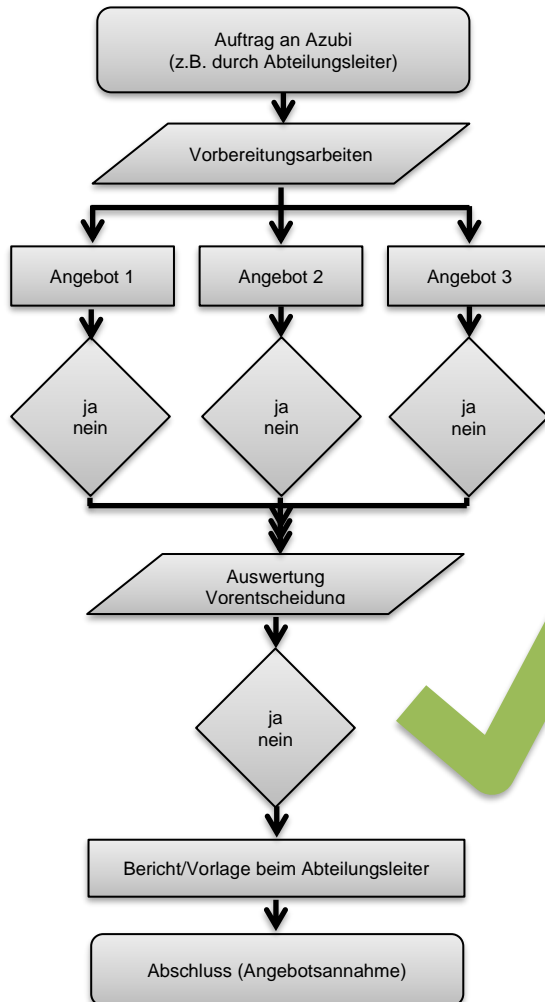 Auftrag an Azubi
(z.B. durch Abteilungsleiter)
Vorbereitungsarbeiten
Angebot 1
Angebot 2
Angebot 3
ja
nein
ja
nein
ja
nein
Auswertung
Vorentscheidung
ja
nein
Bericht/Vorlage beim Abteilungsleiter
Abschluss (Angebotsannahme)